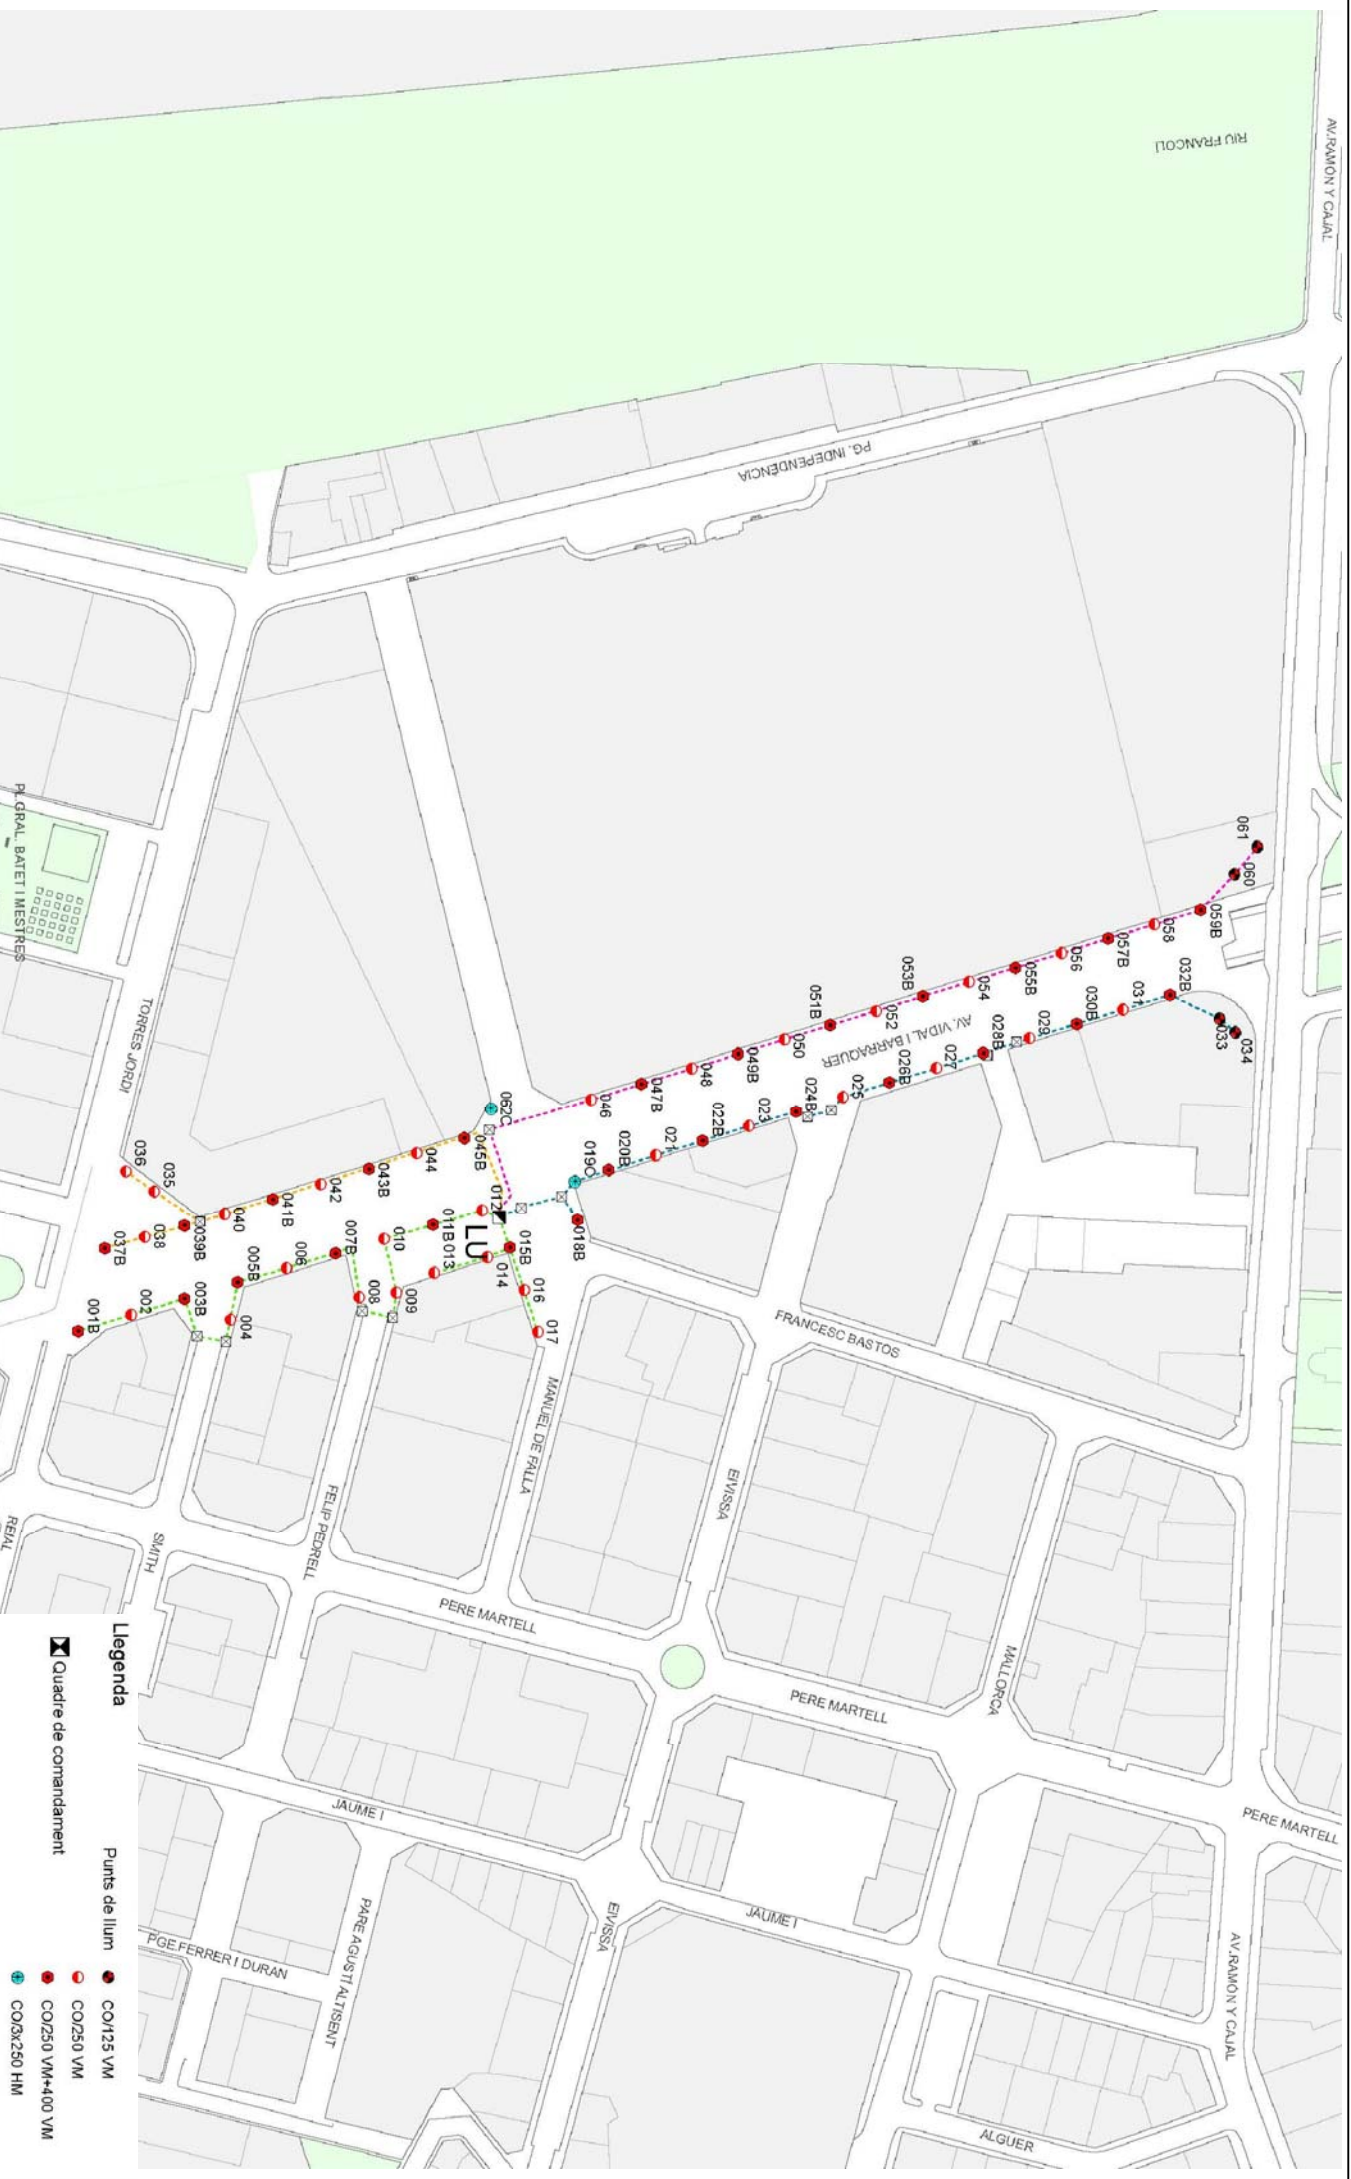 AV.RAMÓN Y CAJAL
RIU FRANCOLÍ
PG. INDEPENDÈNCIA
061
060
059B
058
057B
056
055B
054
053B
052
051B
050
049B
048
047B
046
062C
AV. VIDAL I BARRAQUER
034
033
032B
031
030B
029
028B
027
026B
025
024B
023
022B
021
020B
019C
018B
045B
044
043B
042
041B
040
039B
038
037B
036
035
012
LU
015B
014
016
017
013
011B
010
009
008
007B
006
005B
004
003B
002
001B
PL.GRAL. BATET I MESTRES
TORRES JORDI
FRANCESC BASTOS
MANUEL DE FALLA
EIVISSA
FELIP PEDRELL
SMITH
REIAL
PERE MARTELL
PERE MARTELL
MALLORCA
PERE MARTELL
JAUME I
JAUME I
EIVISSA
PARE AGUSTÍ ALTISENT
PGE.FERRER I DURAN
AV.RAMÓN Y CAJAL
ALGUER
Llegenda
Quadre de comandament
Punts de llum
CO/125 VM
CO/250 VM
CO/250 VM+400 VM
CO/3x250 HM